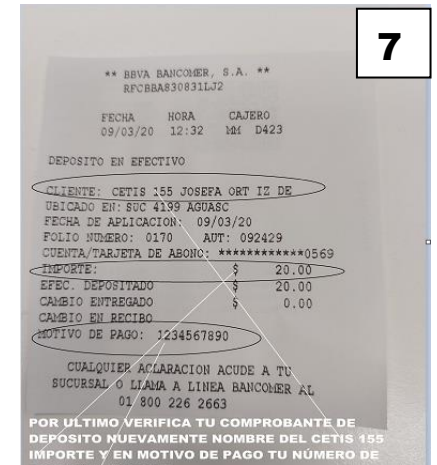 7
** BBVA BANCOMER, S.A. **
RFCBBA830831LJ2
FECHA HORA CAJERO
09/03/20 12:32 MM D423
DEPOSITO EN EFECTIVO
CLIENTE: CETIS 155 JOSEFA ORT IZ DE
UBICADO EN: SUC 4199 AGUASC
FECHA DE APLICACION: 09/03/20
FOLIO NUMERO: 0170 AUT: 092429
CUENTA/TARJETA DE ABONO: ************0569
IMPORTE: $ 20.00
EFEC. DEPOSITADO $ 20.00
CAMBIO ENTREGADO $ 0.00
CAMBIO EN RECIBO
MOTIVO DE PAGO: 1234567890
CUALQUIER ACLARACION ACUDE A TU
SUCURSAL O LLAMA A LINEA BANCOMER AL
01 800 226 2663
POR ULTIMO VERIFICA TU COMPROBANTE DE
DEPOSITO NUEVAMENTE NOMBRE DEL CETIS 155
IMPORTE Y EN MOTIVO DE PAGO TU NÚMERO DE